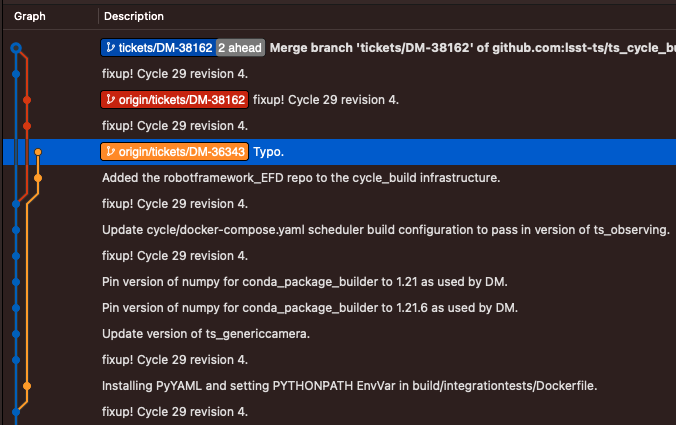 Graph Description
tickets/DM-38162 2 ahead Merge branch 'tickets/DM-38162' of github.com:lsst-ts/ts_cycle_bu
fixup! Cycle 29 revision 4.
origin/tickets/DM-38162 fixup! Cycle 29 revision 4.
fixup! Cycle 29 revision 4.
origin/tickets/DM-36343 Typo.
Added the robotframework_EFD repo to the cycle_build infrastructure.
fixup! Cycle 29 revision 4.
Update cycle/docker-compose.yaml scheduler build configuration to pass in version of ts_observing.
fixup! Cycle 29 revision 4.
Pin version of numpy for conda_package_builder to 1.21 as used by DM.
Pin version of numpy for conda_package_builder to 1.21.6 as used by DM.
Update version of ts_genericcamera.
fixup! Cycle 29 revision 4.
Installing PyYAML and setting PYTHONPATH EnvVar in build/integrationtests/Dockerfile.
fixup! Cycle 29 revision 4.